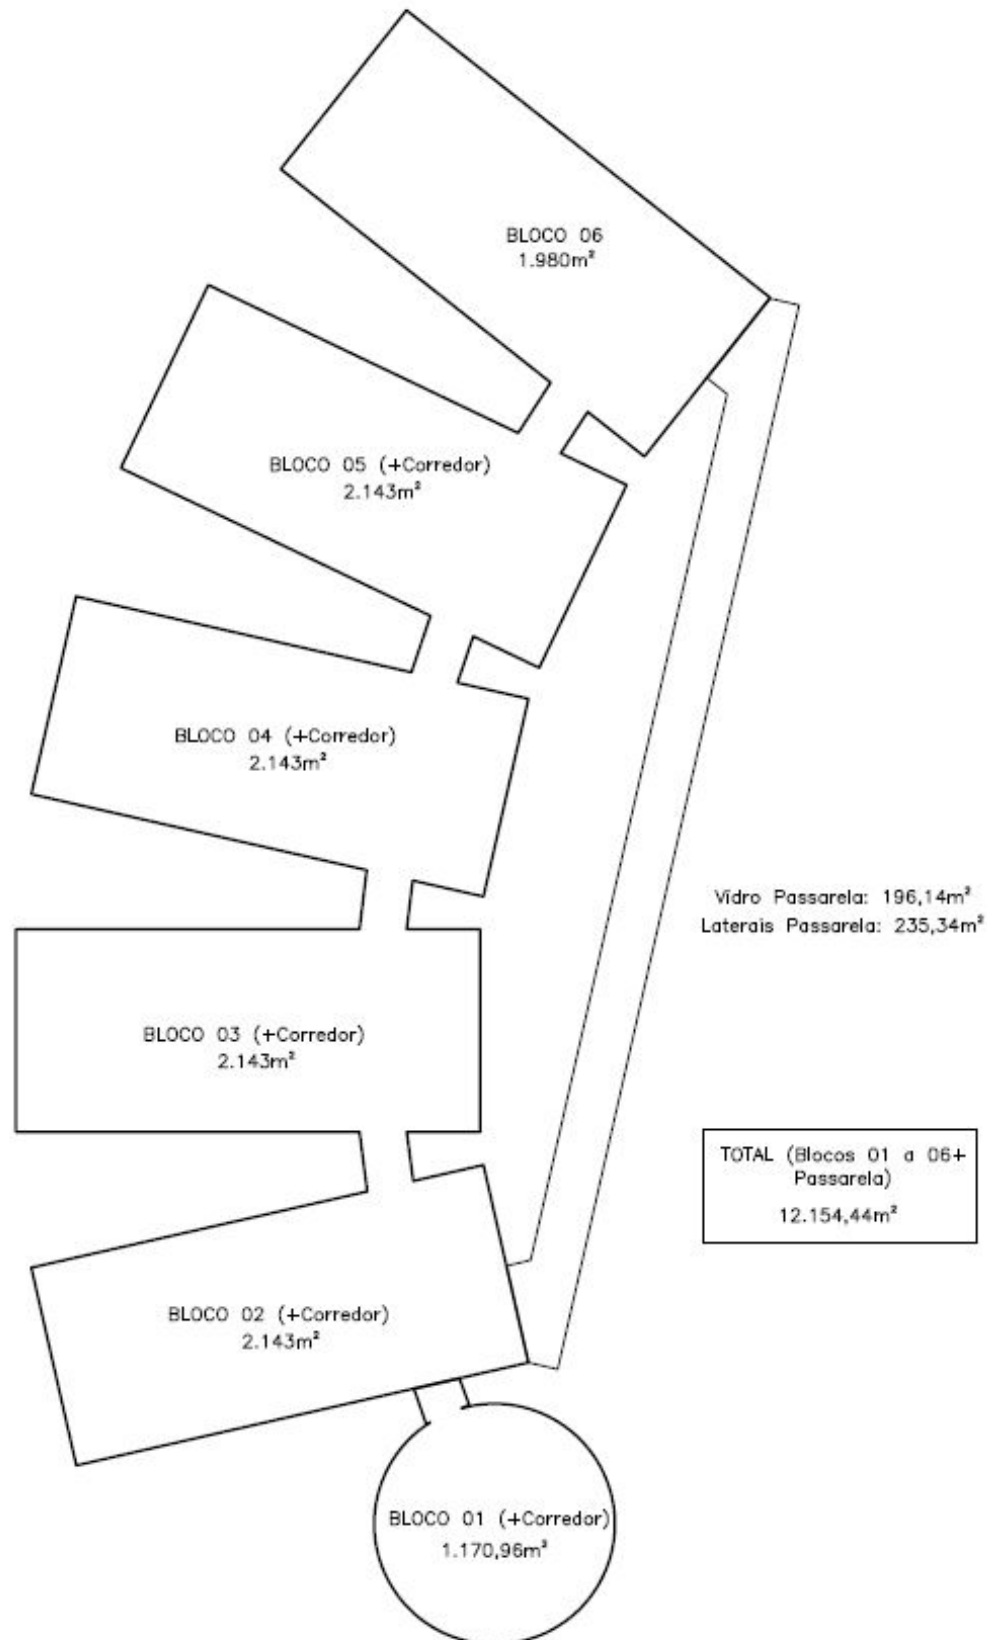 BLOCO 06
1.980m²
BLOCO 05 (+Corredor)
2.143m²
BLOCO 04 (+Corredor)
2.143m²
Vidro Passarela: 196,14m²
Laterais Passarela: 235,34m²
BLOCO 03 (+Corredor)
2.143m²
TOTAL (Blocos 01 a 06+
Passarela)
12.154,44m²
BLOCO 02 (+Corredor)
2.143m²
BLOCO 01 (+Corredor)
1.170,96m²